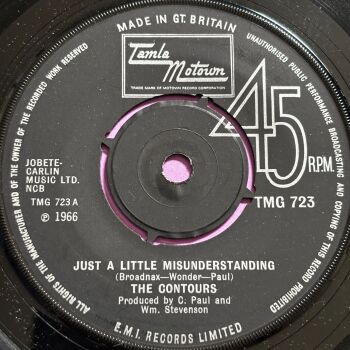 MADE IN GT. BRITAIN
UNAUTHORISED PUBLIC PERFORMANCE BROADCASTING AND COPYING OF THIS RECORD PROHIBITED
ALL RIGHTS OF THE MANUFACTURER AND OF THE OWNER OF THE RECORDED WORK RESERVED
Tamla
Motown
TRADE MARK OF MOTOWN RECORD CORPORATION
45
R.P.M.
JOBETE-
CARLIN
MUSIC LTD.
NCB
TMG 723 A
℗ 1966
TMG 723
JUST A LITTLE MISUNDERSTANDING
(Broadnax—Wonder—Paul)
THE CONTOURS
Produced by C. Paul and
Wm. Stevenson
E.M.I. RECORDS LIMITED